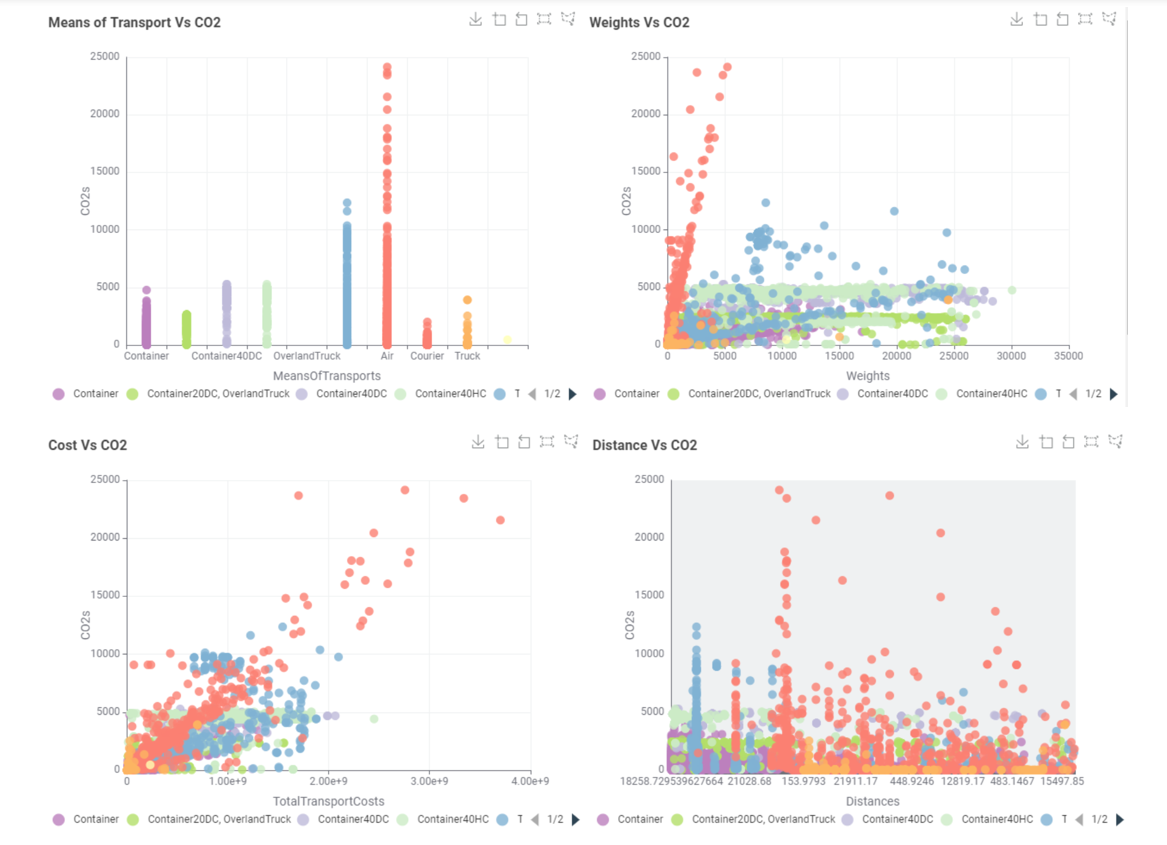 Means of Transport Vs CO2
25000
20000
15000
10000
5000
0
CO2s
Container Container40DC OverlandTruck Air Courier Truck
MeansOfTransports
Container Container20DC, OverlandTruck Container40DC Container40HC T 1/2
Weights Vs CO2
25000
20000
15000
10000
5000
0
CO2s
0 5000 10000 15000 20000 25000 30000 35000
Weights
Container Container20DC, OverlandTruck Container40DC Container40HC T 1/2
Cost Vs CO2
25000
20000
15000
10000
5000
0
CO2s
0 1.00e+9 2.00e+9 3.00e+9 4.00e+9
TotalTransportCosts
Container Container20DC, OverlandTruck Container40DC Container40HC T 1/2
Distance Vs CO2
25000
20000
15000
10000
5000
0
CO2s
18258.729539627664 21028.68 153.9793 21911.17 448.9246 12819.17 483.1467 15497.85
Distances
Container Container20DC, OverlandTruck Container40DC Container40HC T 1/2